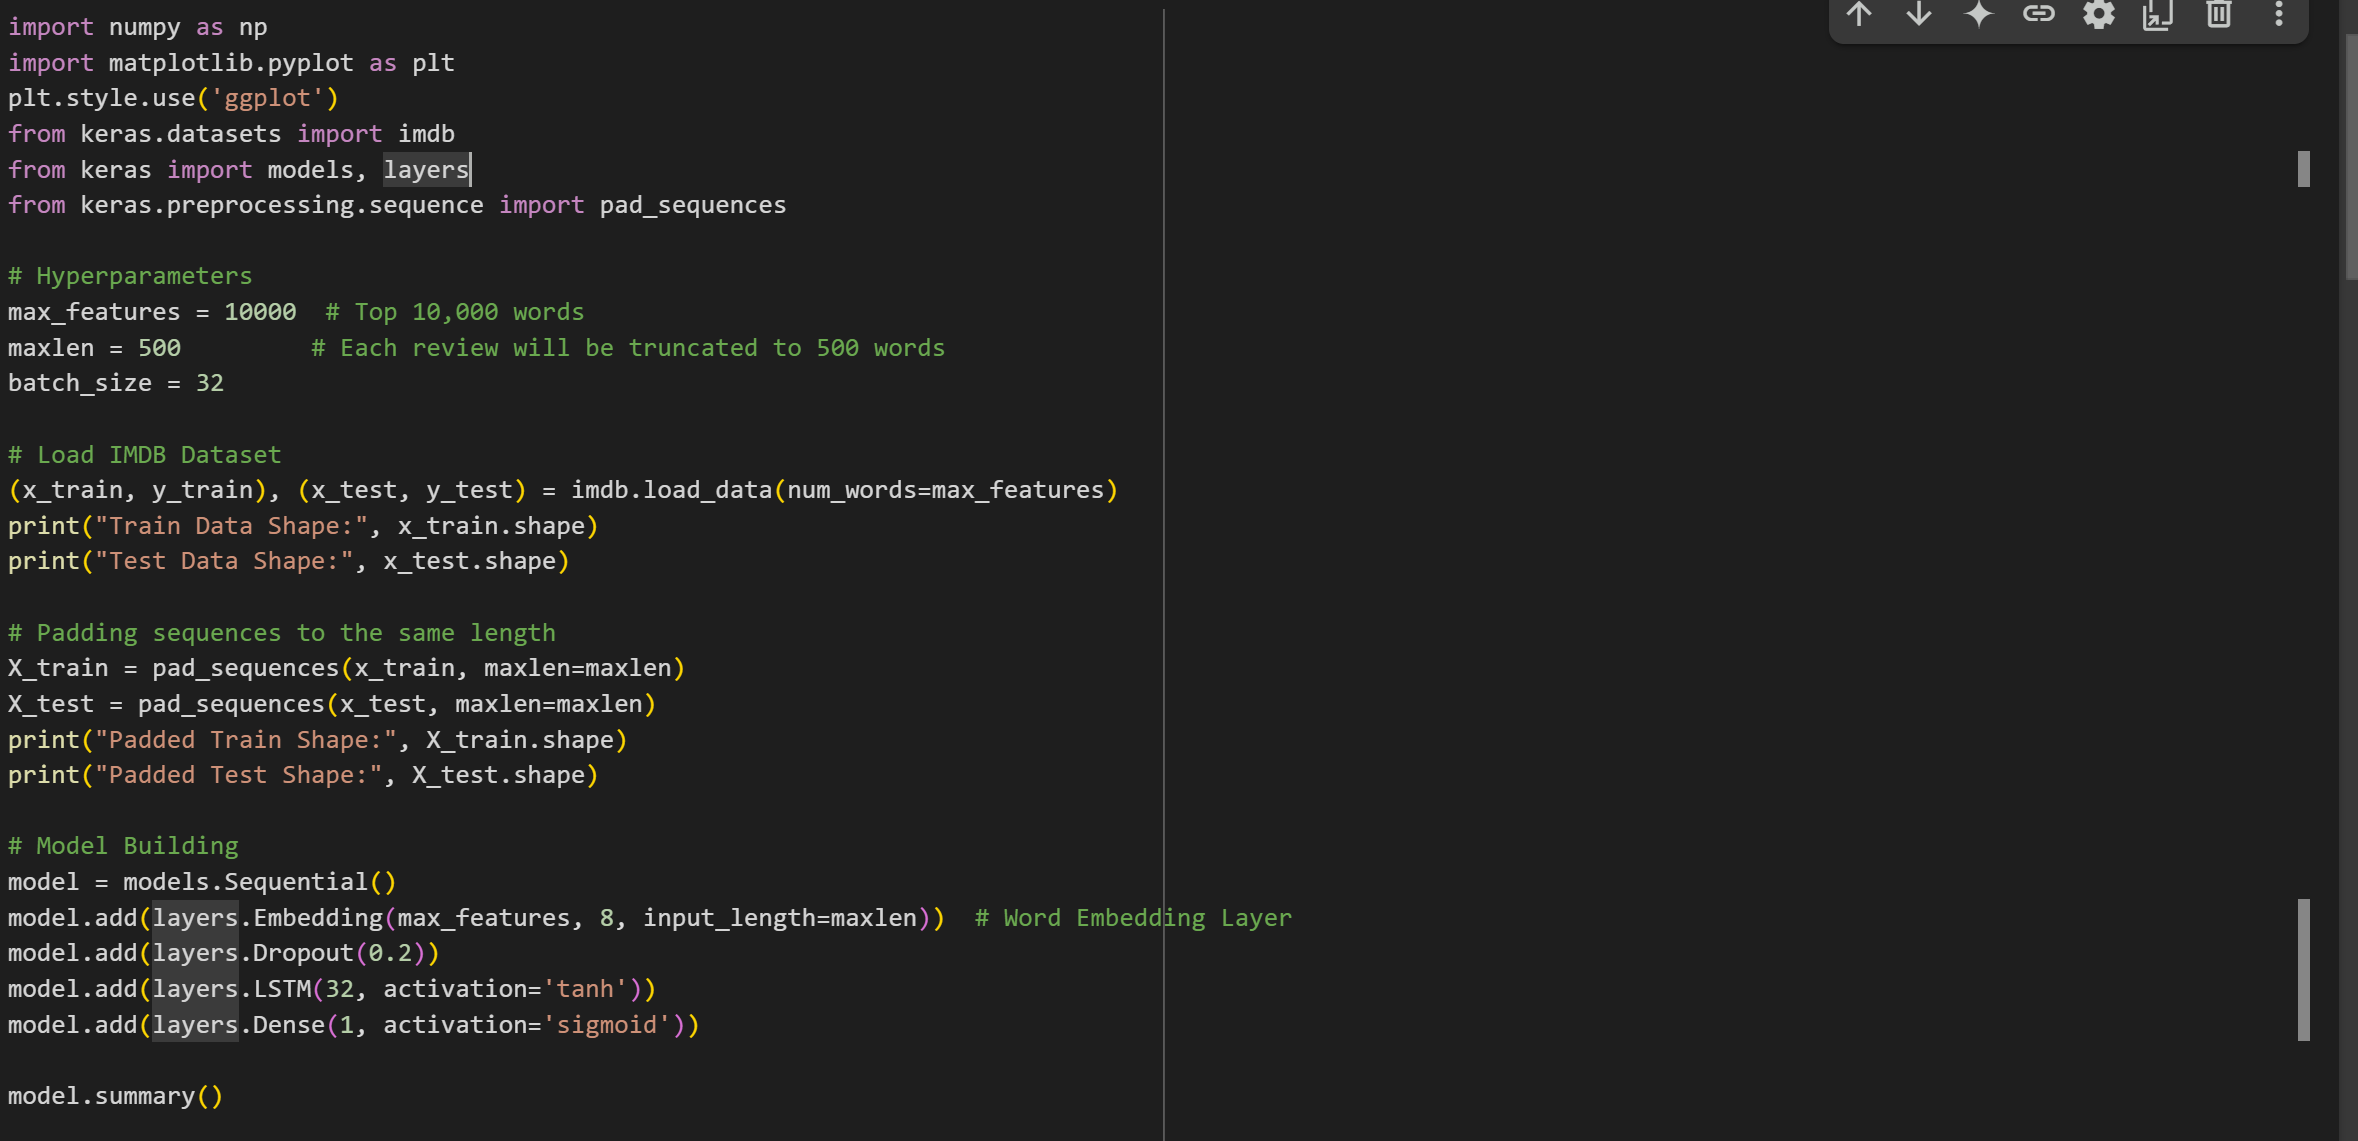 import numpy as np
import matplotlib.pyplot as plt
plt.style.use('ggplot')
from keras.datasets import imdb
from keras import models, layers
from keras.preprocessing.sequence import pad_sequences
# Hyperparameters
max_features = 10000  # Top 10,000 words
maxlen = 500         # Each review will be truncated to 500 words
batch_size = 32
# Load IMDB Dataset
(x_train, y_train), (x_test, y_test) = imdb.load_data(num_words=max_features)
print("Train Data Shape:", x_train.shape)
print("Test Data Shape:", x_test.shape)
# Padding sequences to the same length
X_train = pad_sequences(x_train, maxlen=maxlen)
X_test = pad_sequences(x_test, maxlen=maxlen)
print("Padded Train Shape:", X_train.shape)
print("Padded Test Shape:", X_test.shape)
# Model Building
model = models.Sequential()
model.add(layers.Embedding(max_features, 8, input_length=maxlen))  # Word Embedding Layer
model.add(layers.Dropout(0.2))
model.add(layers.LSTM(32, activation='tanh'))
model.add(layers.Dense(1, activation='sigmoid'))
model.summary()